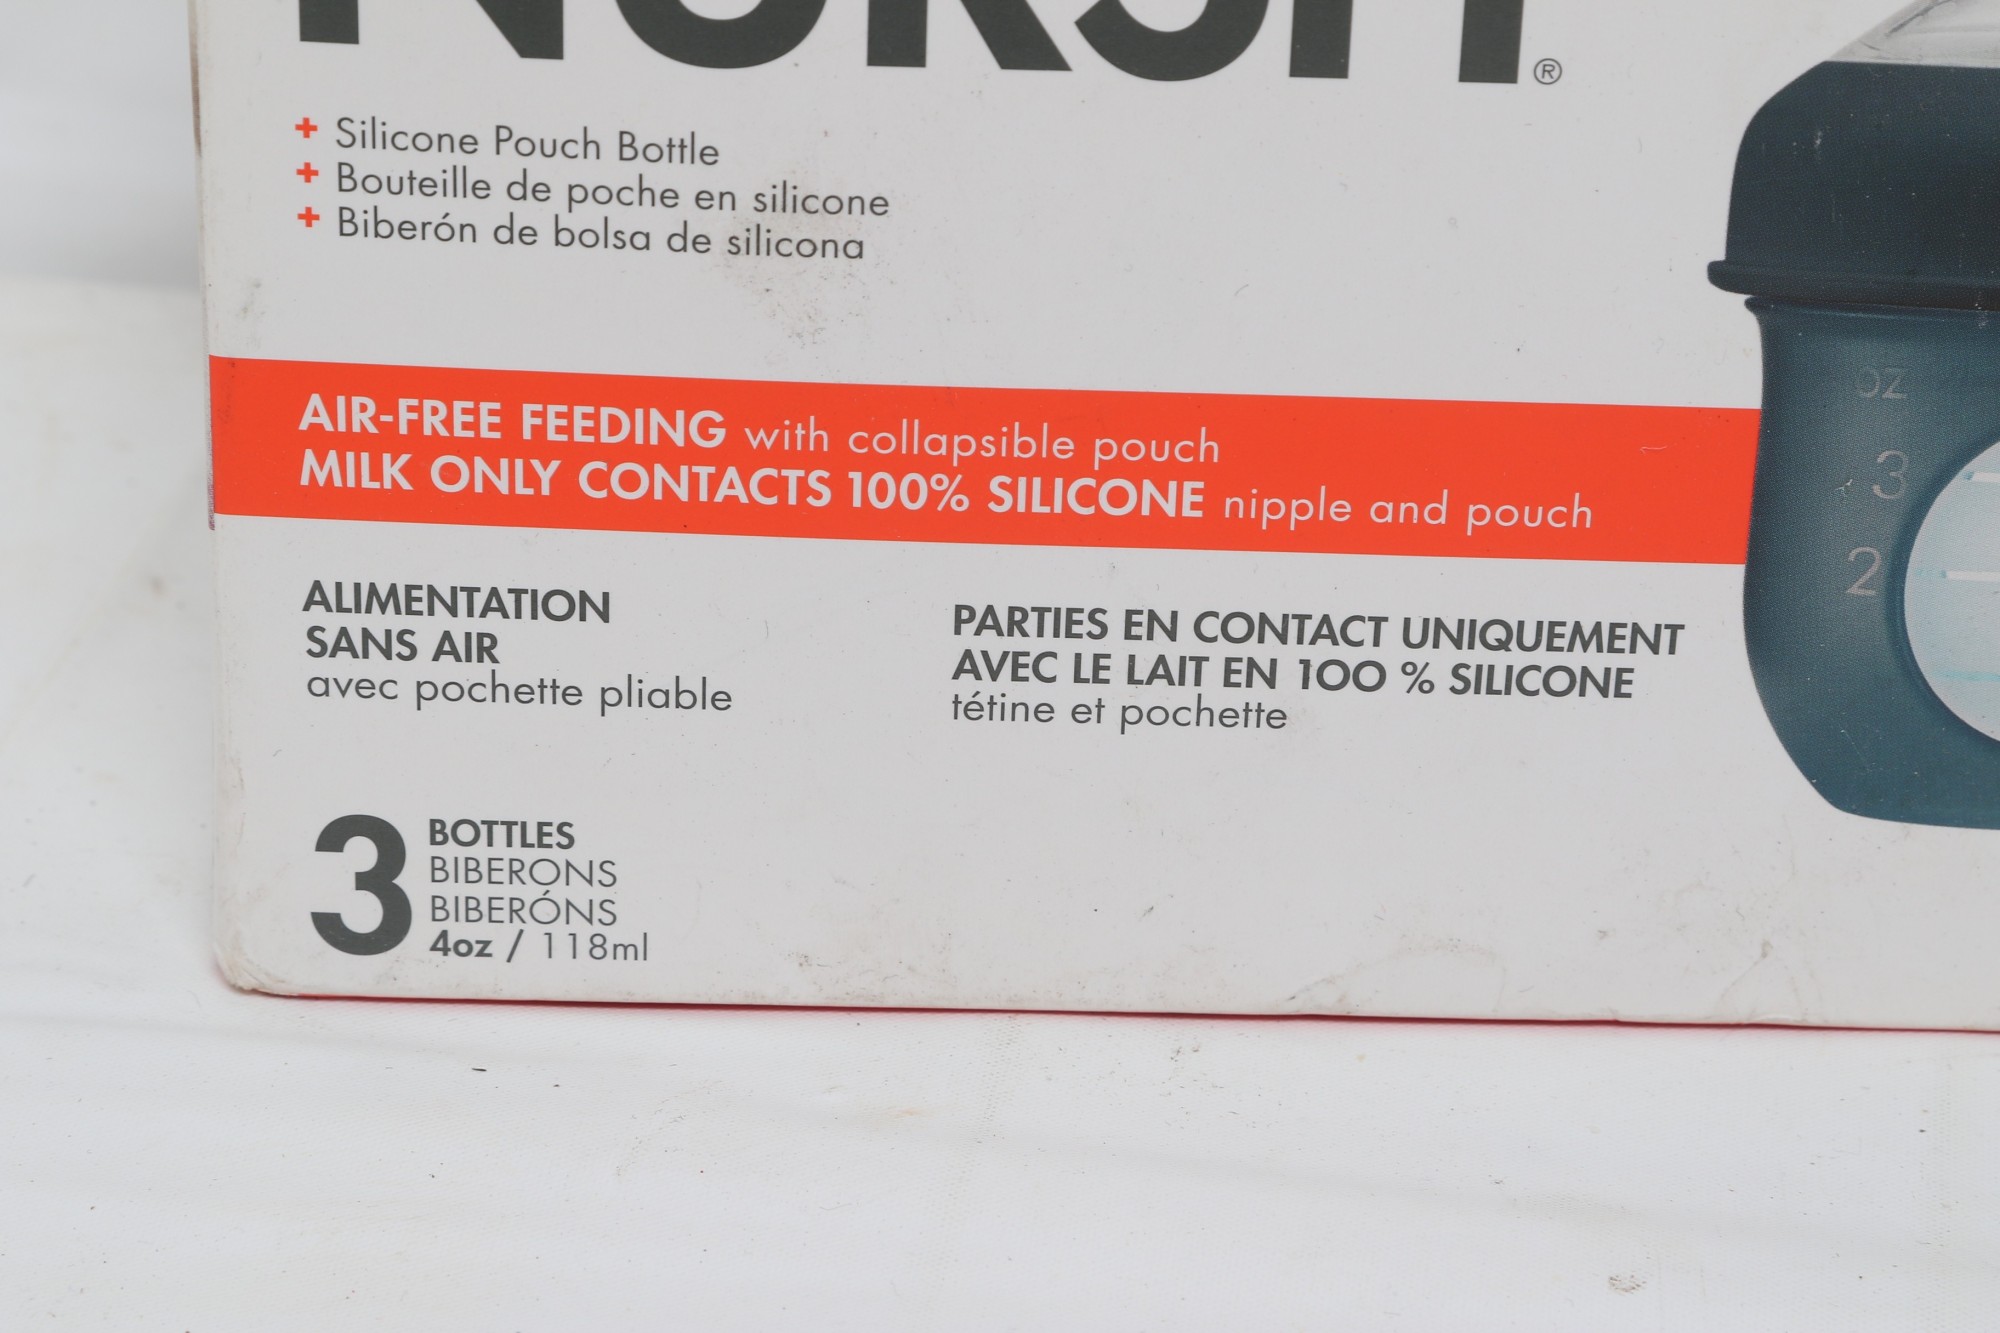 ®
+ Silicone Pouch Bottle
+ Bouteille de poche en silicone
+ Biberón de bolsa de silicona
AIR-FREE FEEDING with collapsible pouch
MILK ONLY CONTACTS 100% SILICONE nipple and pouch
ALIMENTATION
SANS AIR
avec pochette pliable
PARTIES EN CONTACT UNIQUEMENT
AVEC LE LAIT EN 100 % SILICONE
tétine et pochette
3
BOTTLES
BIBERONS
BIBERÓNS
4oz / 118ml
oz
3
2